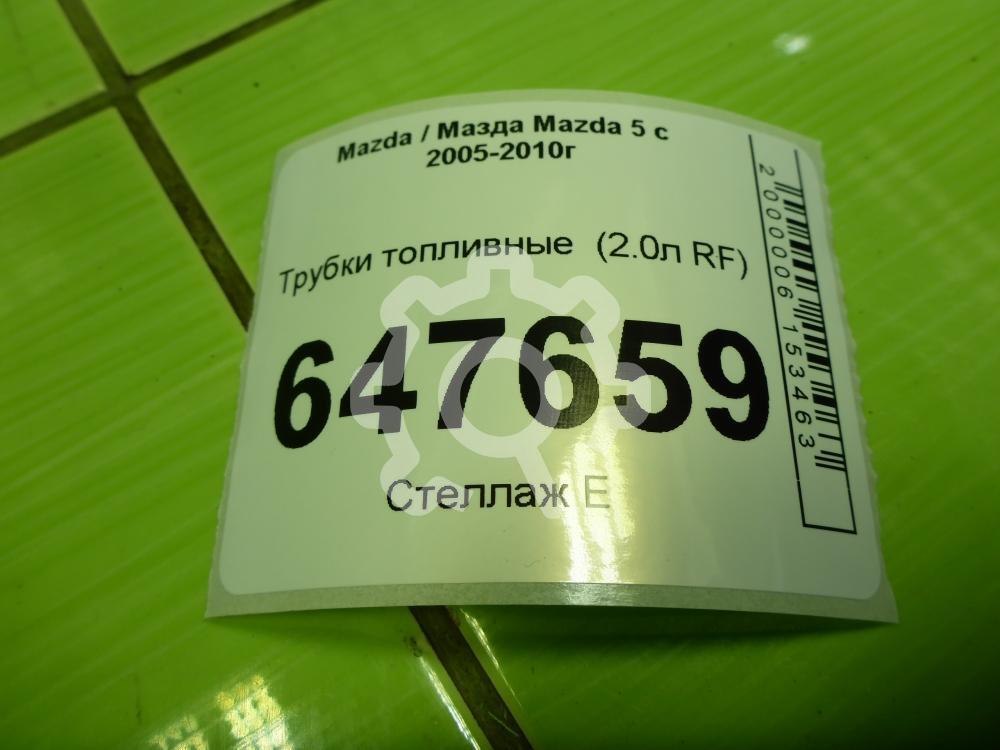 Mazda / Мазда Mazda 5 с
2005-2010г
Трубки топливные (2.0л RF)
647659
Стеллаж E
2000006153463